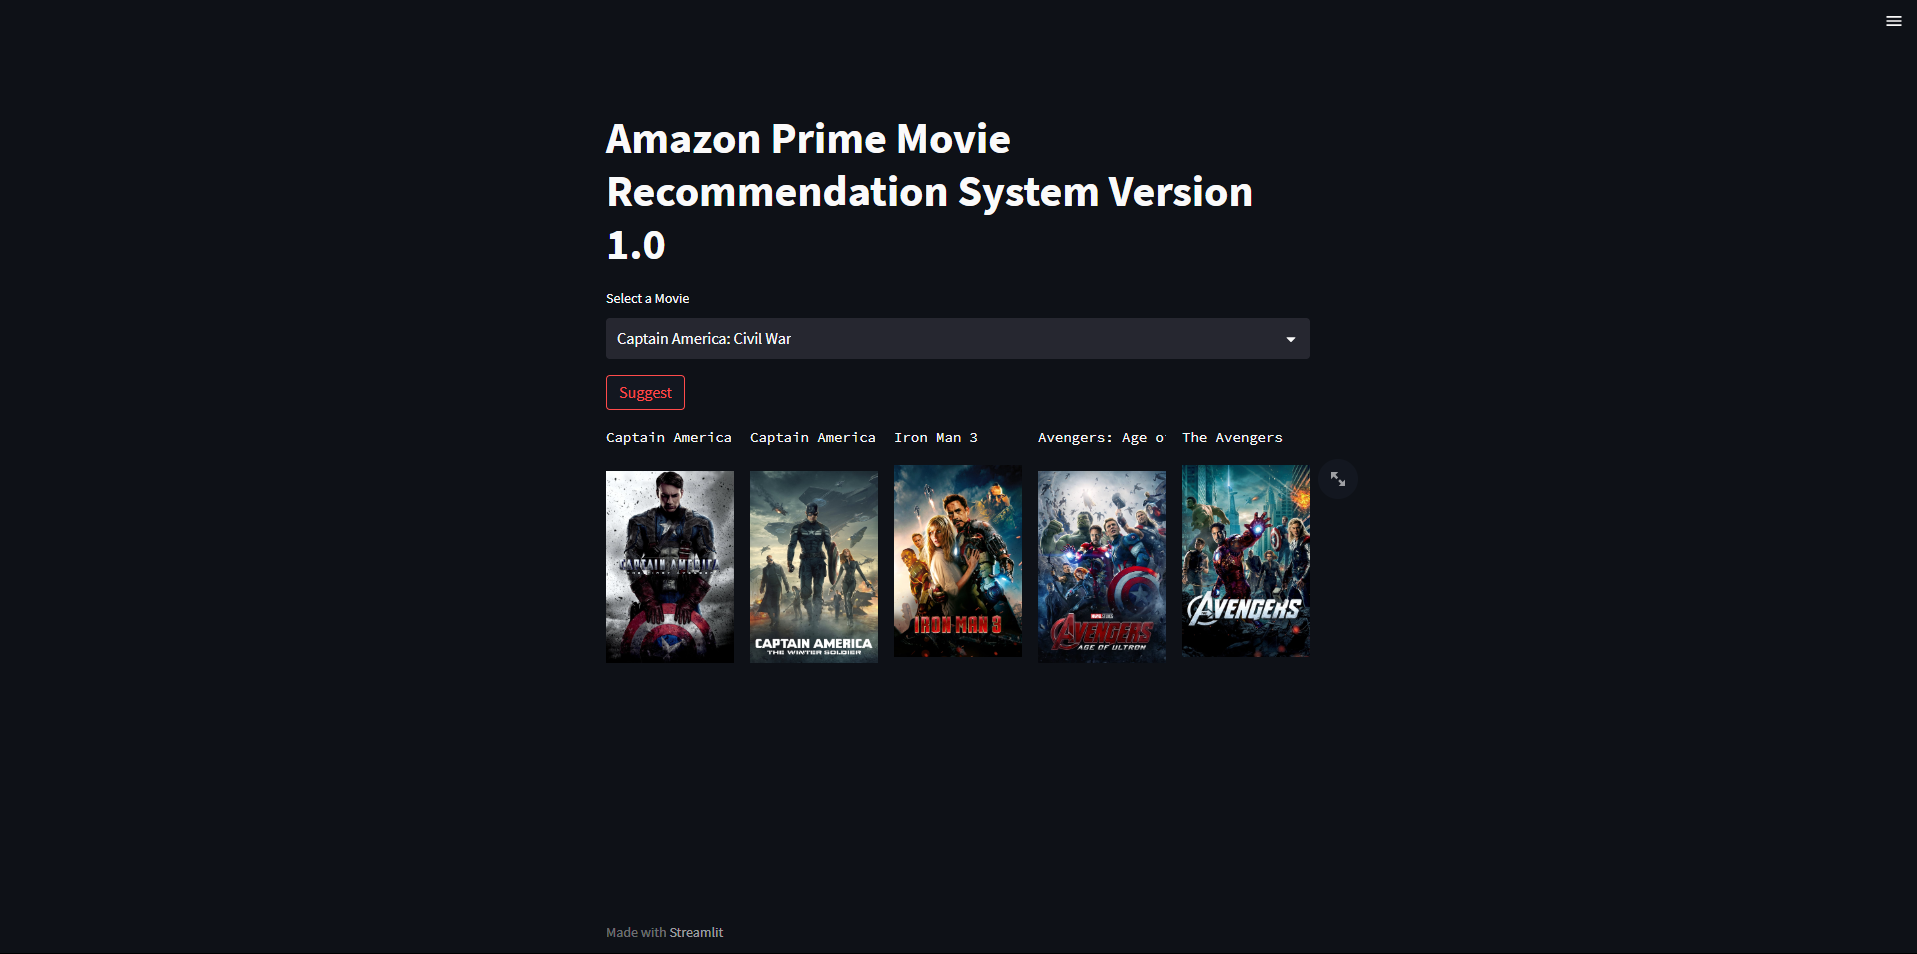 Amazon Prime Movie
Recommendation System Version
1.0
Select a Movie
Captain America: Civil War
Suggest
Captain America
Captain America
Iron Man 3
Avengers: Age o
The Avengers
CAPTAIN AMERICA
CAPTAIN AMERICA
THE WINTER SOLDIER
IRON MAN 3
MARVEL STUDIOS
AVENGERS
AGE OF ULTRON
AVENGERS
Made with Streamlit